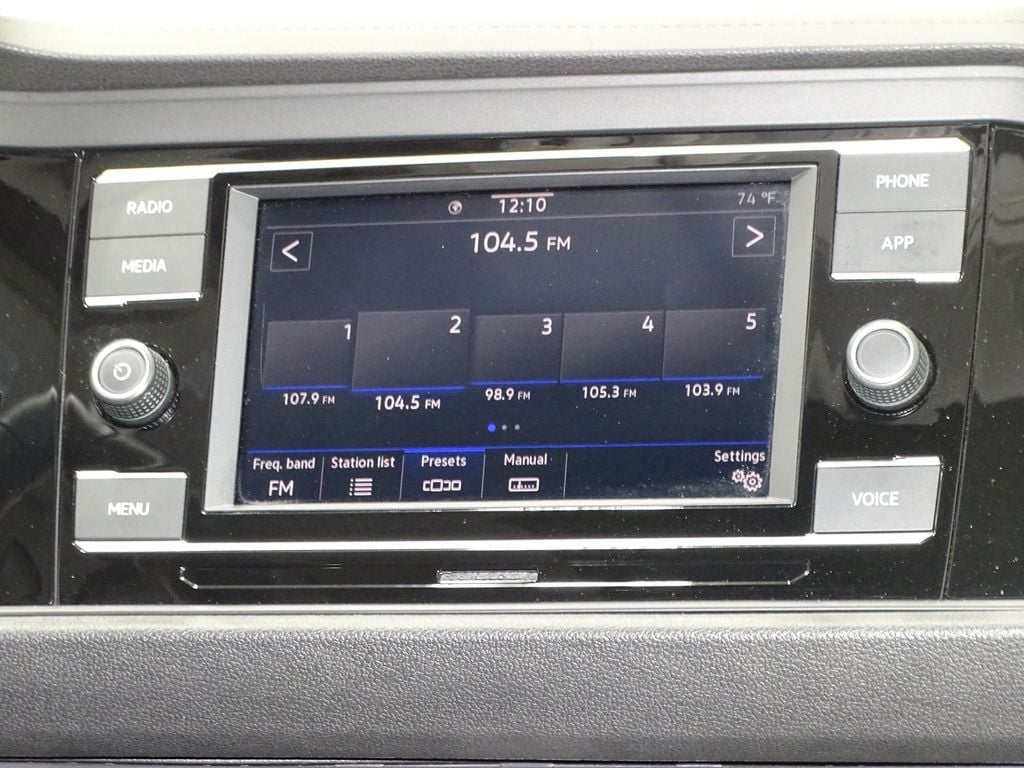 RADIO
MEDIA
MENU
12:10
74 °F
<
104.5 FM
>
1
2
3
4
5
107.9 FM
104.5 FM
98.9 FM
105.3 FM
103.9 FM
Freq. band
FM
Station list
Presets
Manual
Settings
PHONE
APP
VOICE